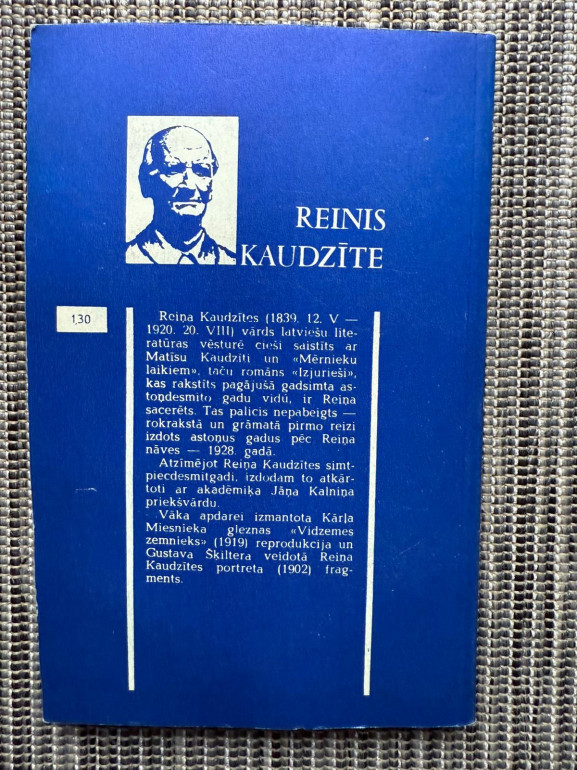 REINIS
KAUDZĪTE
1,30
Reiņa Kaudzītes (1839. 12. V —
1920. 20. VIII) vārds latviešu lite-
ratūras vēsturē cieši saistīts ar
Matīsu Kaudzīti un «Mērnieku
laikiem», taču romāns «Izjurieši»,
kas rakstīts pagājušā gadsimta as-
toņdesmito gadu vidū, ir Reiņa
sacerēts. Tas palicis nepabeigts —
rokrakstā un grāmatā pirmo reizi
izdots astoņus gadus pēc Reiņa
nāves — 1928. gadā.
Atzīmējot Reiņa Kaudzītes simt-
piecdesmitgadi, izdodam to atkār-
toti ar akadēmiķa Jāņa Kalniņa
priekšvārdu.
Vāka apdarei izmantota Kārļa
Miesnieka gleznas «Vidzemes
zemnieks» (1919) reprodukcija un
Gustava Šķiltera veidotā Reiņa
Kaudzītes portreta (1902) frag-
ments.